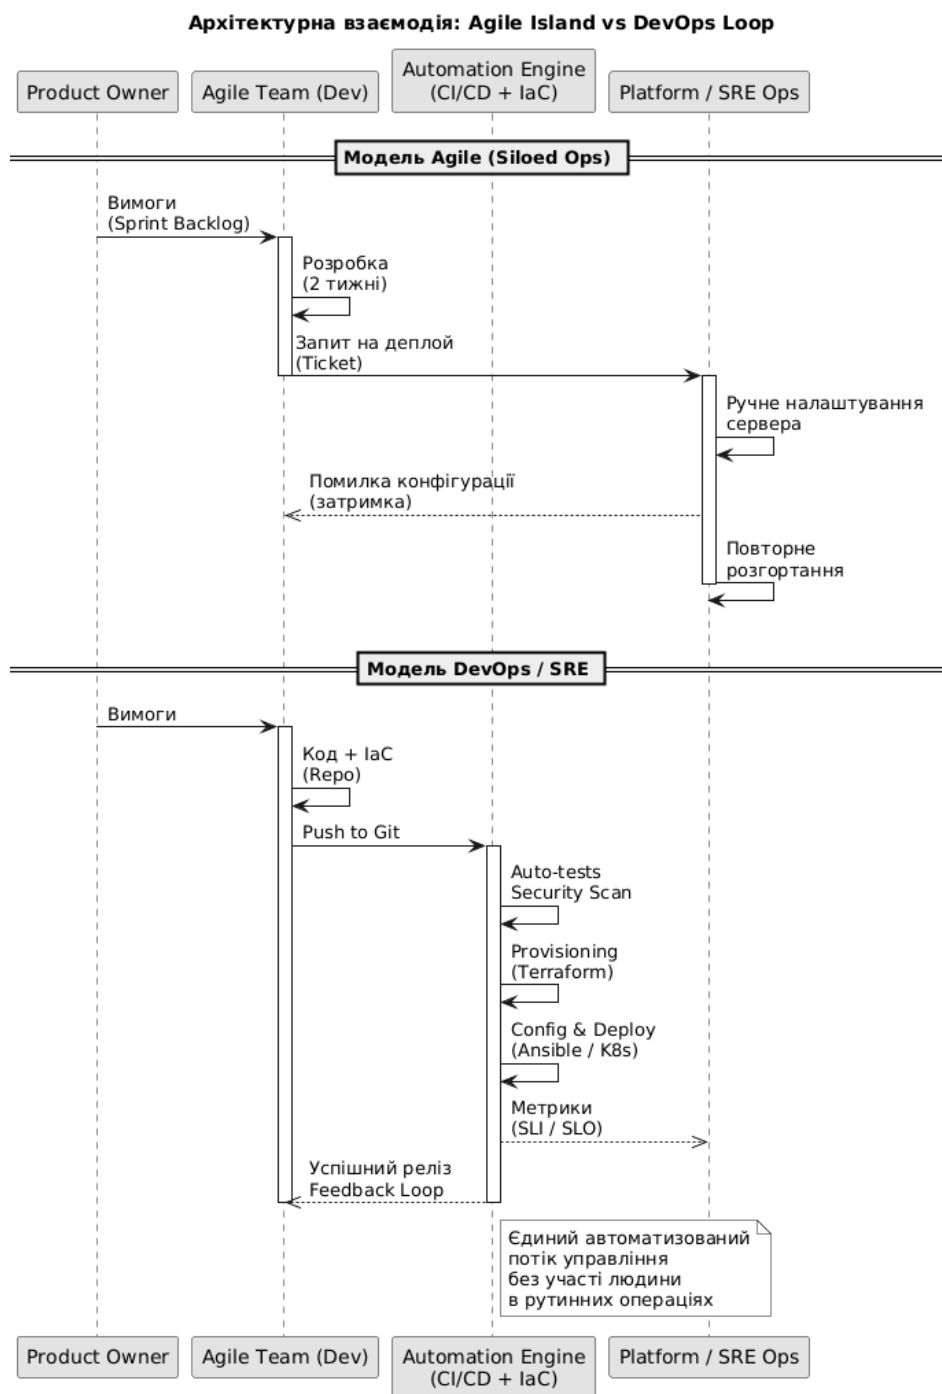 Архітектурна взаємодія: Agile Island vs DevOps Loop
Product Owner
Agile Team (Dev)
Automation Engine
(CI/CD + IaC)
Platform / SRE Ops
Модель Agile (Siloed Ops)
Вимоги
(Sprint Backlog)
Розробка
(2 тижні)
Запит на деплой
(Ticket)
Ручне налаштування
сервера
Помилка конфігурації
(затримка)
Повторне
розгортання
Модель DevOps / SRE
Вимоги
Код + IaC
(Repo)
Push to Git
Auto-tests
Security Scan
Provisioning
(Terraform)
Config & Deploy
(Ansible / K8s)
Метрики
(SLI / SLO)
Успішний реліз
Feedback Loop
Єдиний автоматизований
потік управління
без участі людини
в рутинних операціях
Product Owner
Agile Team (Dev)
Automation Engine
(CI/CD + IaC)
Platform / SRE Ops